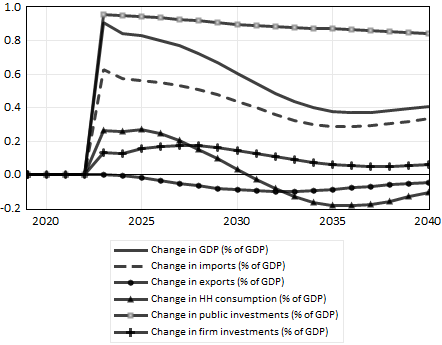 1.0
0.8
0.6
0.4
0.2
0.0
-0.2
2020 2025 2030 2035 2040
Change in GDP (% of GDP)
Change in imports (% of GDP)
Change in exports (% of GDP)
Change in HH consumption (% of GDP)
Change in public investments (% of GDP)
Change in firm investments (% of GDP)